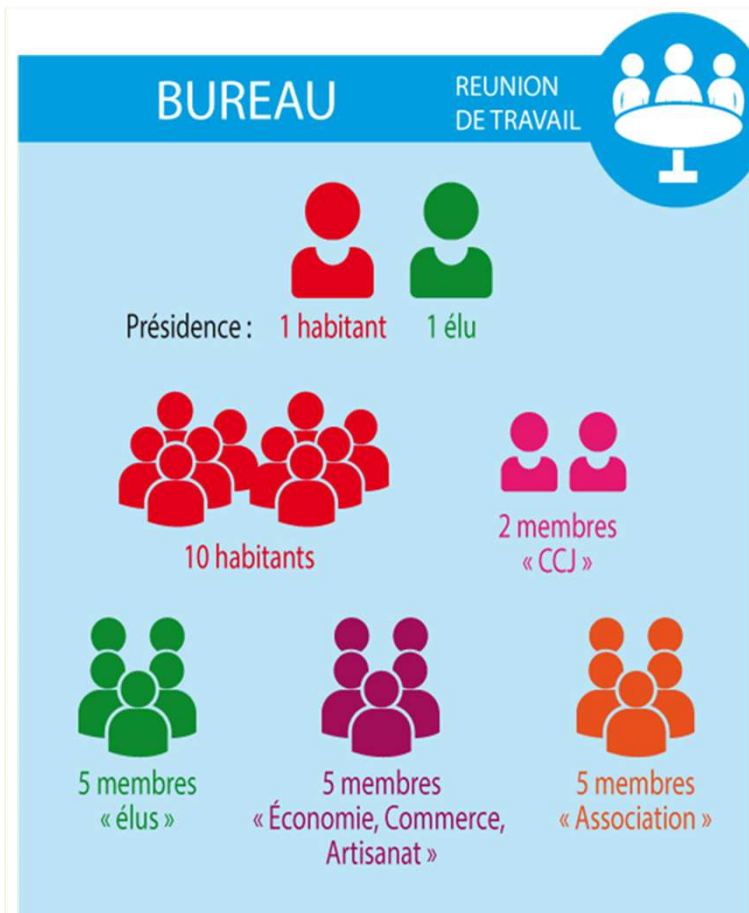 BUREAU
REUNION
DE TRAVAIL
Présidence : 1 habitant 1 élu
10 habitants
2 membres
« CCJ »
5 membres
« élus »
5 membres
« Économie, Commerce,
Artisanat »
5 membres
« Association »